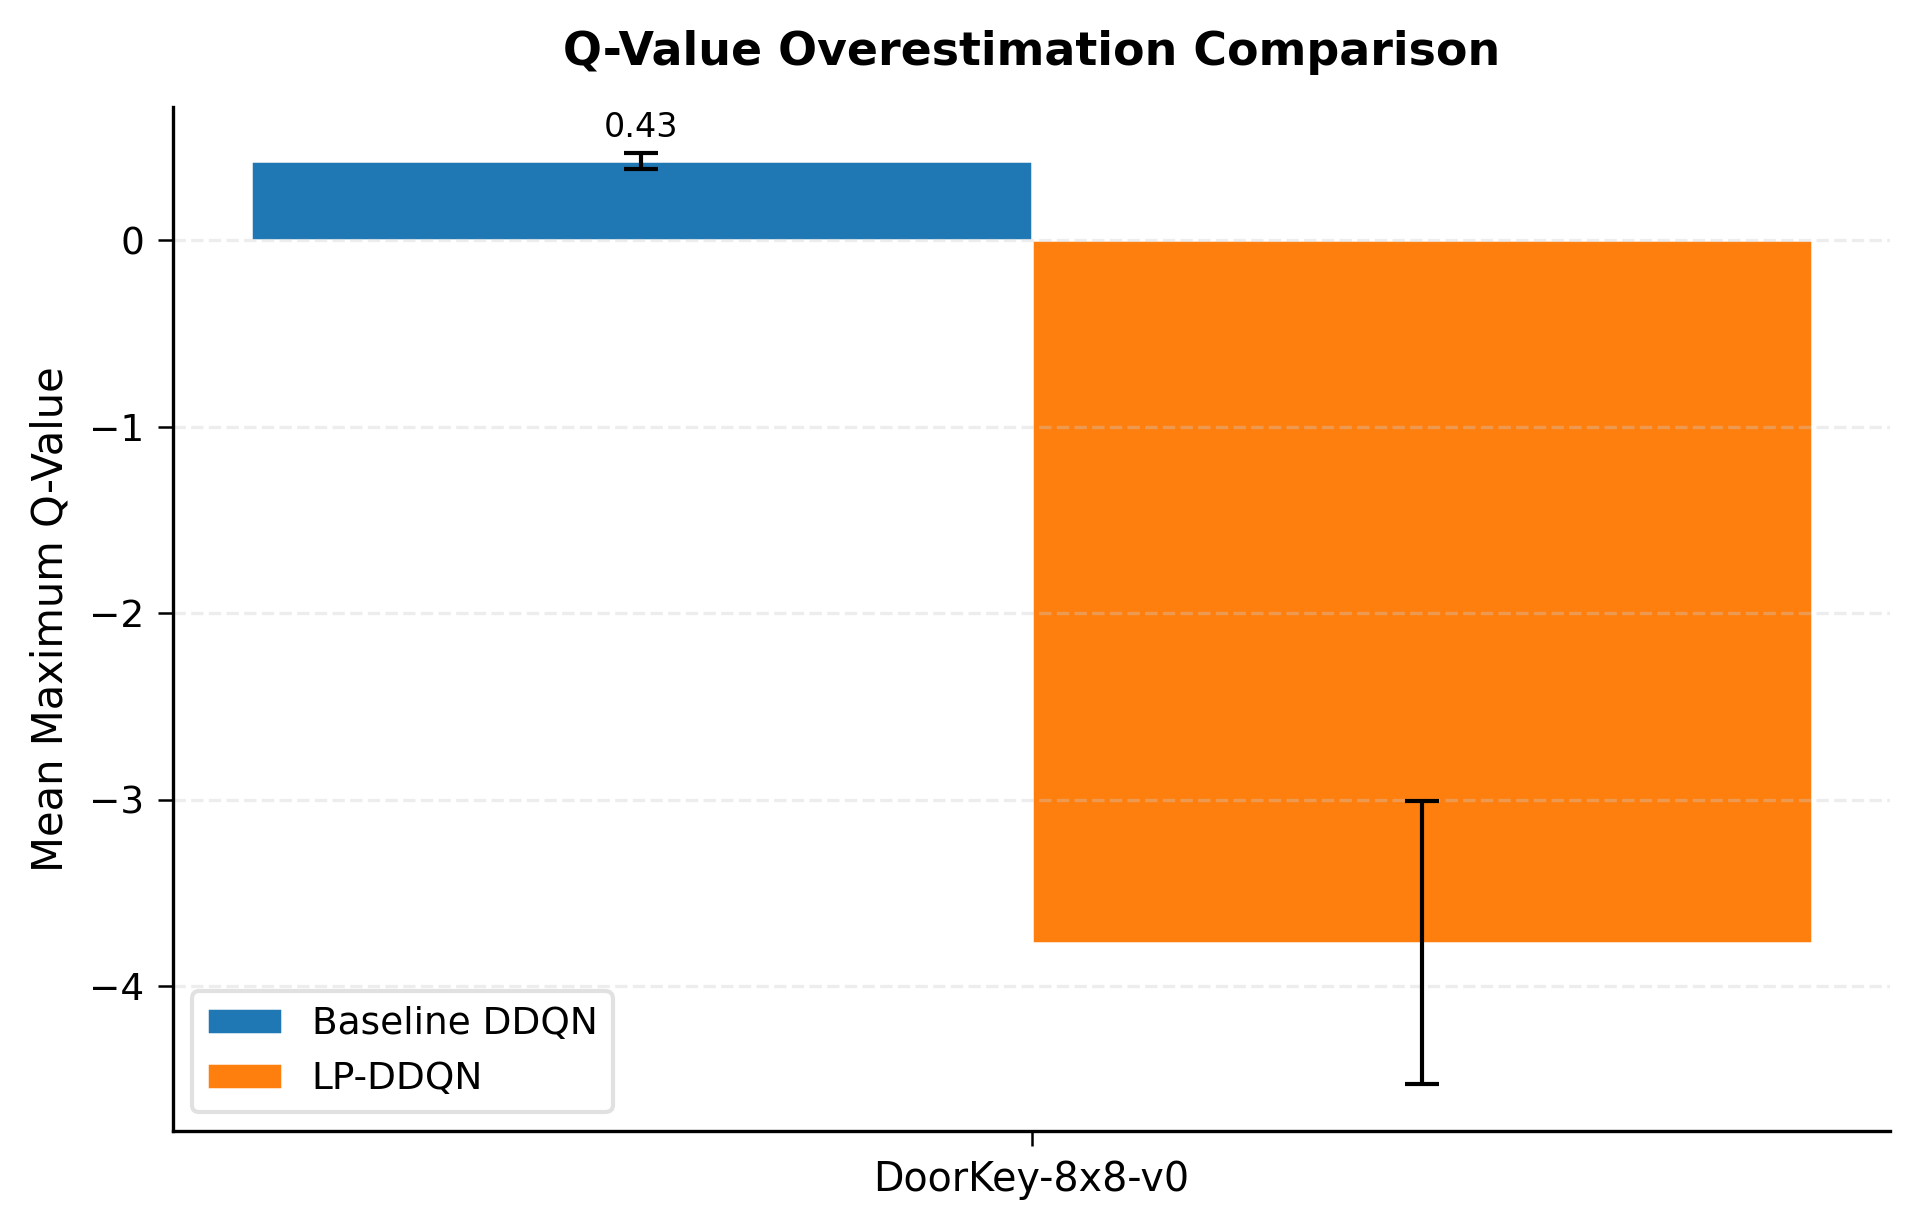 Q-Value Overestimation Comparison
0.43
Mean Maximum Q-Value
0
−1
−2
−3
−4
Baseline DDQN
LP-DDQN
DoorKey-8x8-v0